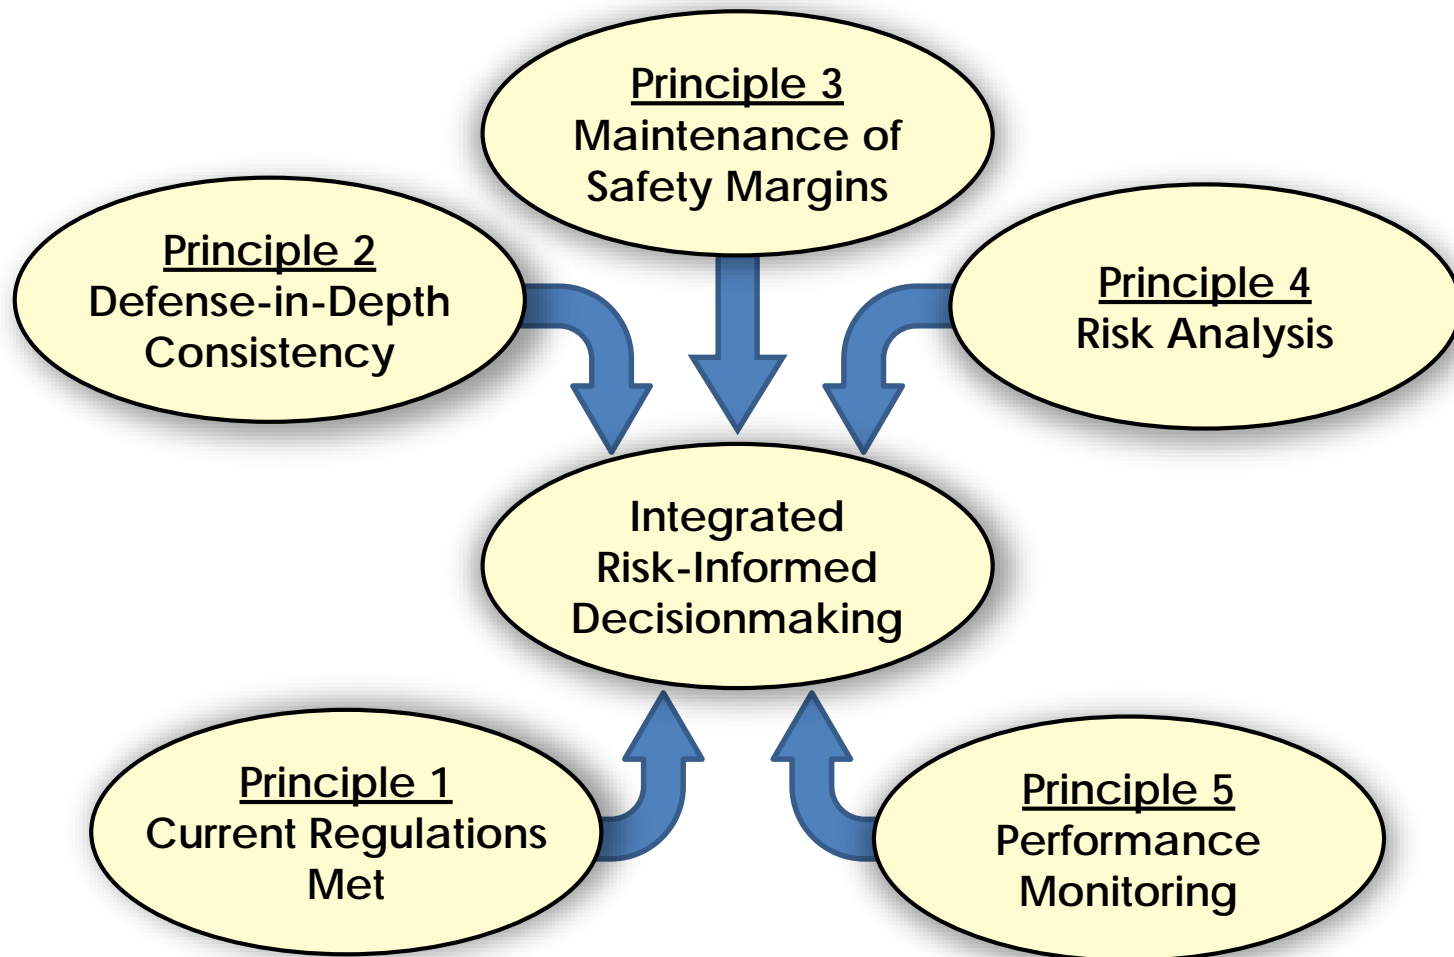 Principle 3
Maintenance of
Safety Margins
Principle 2
Defense-in-Depth
Consistency
Principle 4
Risk Analysis
Integrated
Risk-Informed
Decisionmaking
Principle 1
Current Regulations
Met
Principle 5
Performance
Monitoring